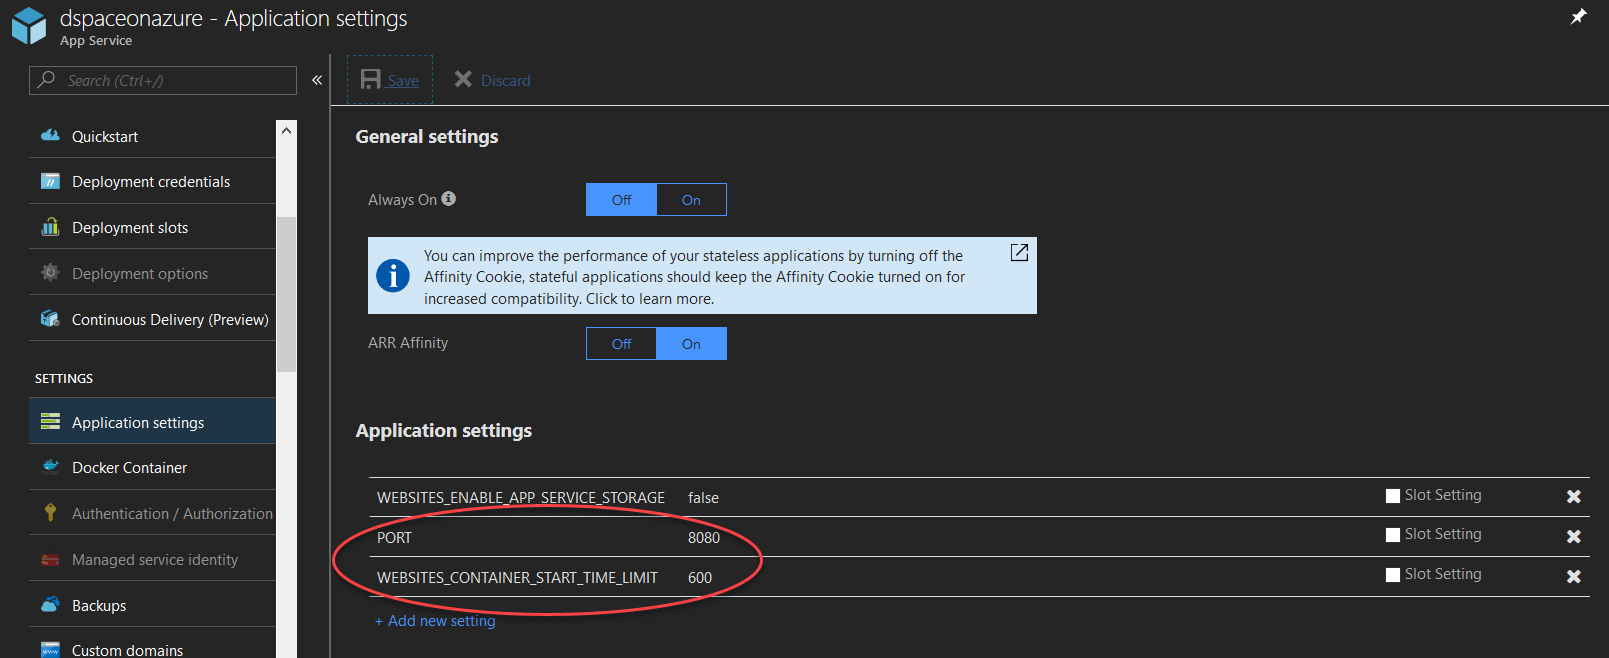 dspaceonazure - Application settings
App Service
Search (Ctrl+/)
«
Save
Discard
Quickstart
Deployment credentials
Deployment slots
Deployment options
Continuous Delivery (Preview)
SETTINGS
Application settings
Docker Container
Authentication / Authorization
Managed service identity
Backups
Custom domains
General settings
Always On
Off
On
You can improve the performance of your stateless applications by turning off the
Affinity Cookie, stateful applications should keep the Affinity Cookie turned on for
increased compatibility. Click to learn more.
ARR Affinity
Off
On
Application settings
WEBSITES_ENABLE_APP_SERVICE_STORAGE false Slot Setting
PORT 8080 Slot Setting
WEBSITES_CONTAINER_START_TIME_LIMIT 600 Slot Setting
+ Add new setting